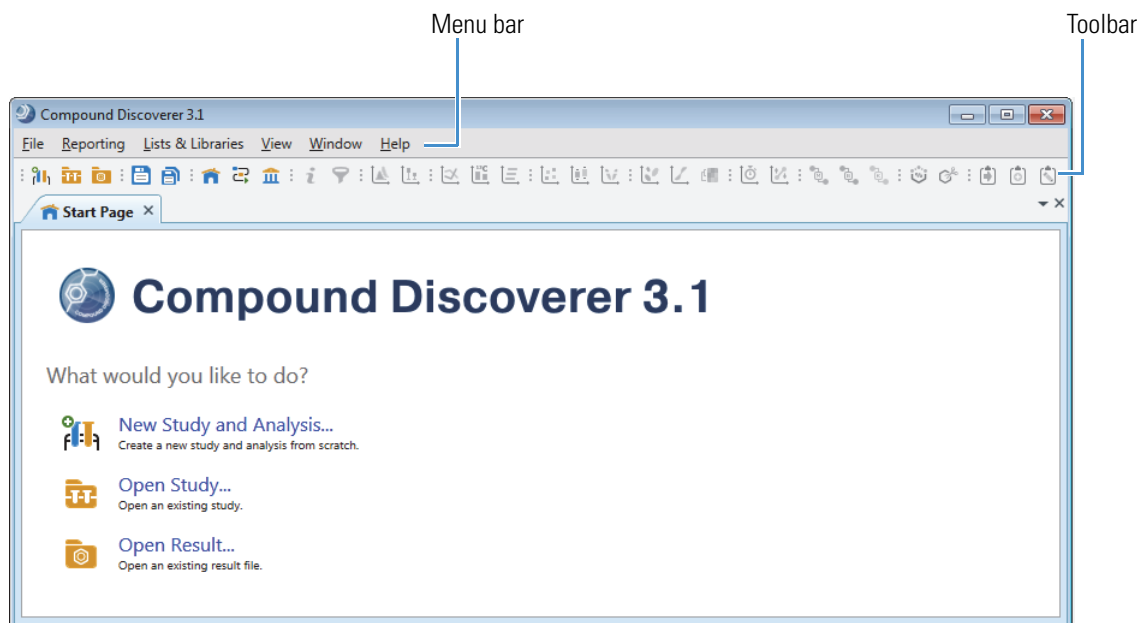 Menu bar
Toolbar
Compound Discoverer 3.1
File Reporting Lists & Libraries View Window Help
Start Page
Compound Discoverer 3.1
What would you like to do?
New Study and Analysis...
Create a new study and analysis from scratch.
Open Study...
Open an existing study.
Open Result...
Open an existing result file.